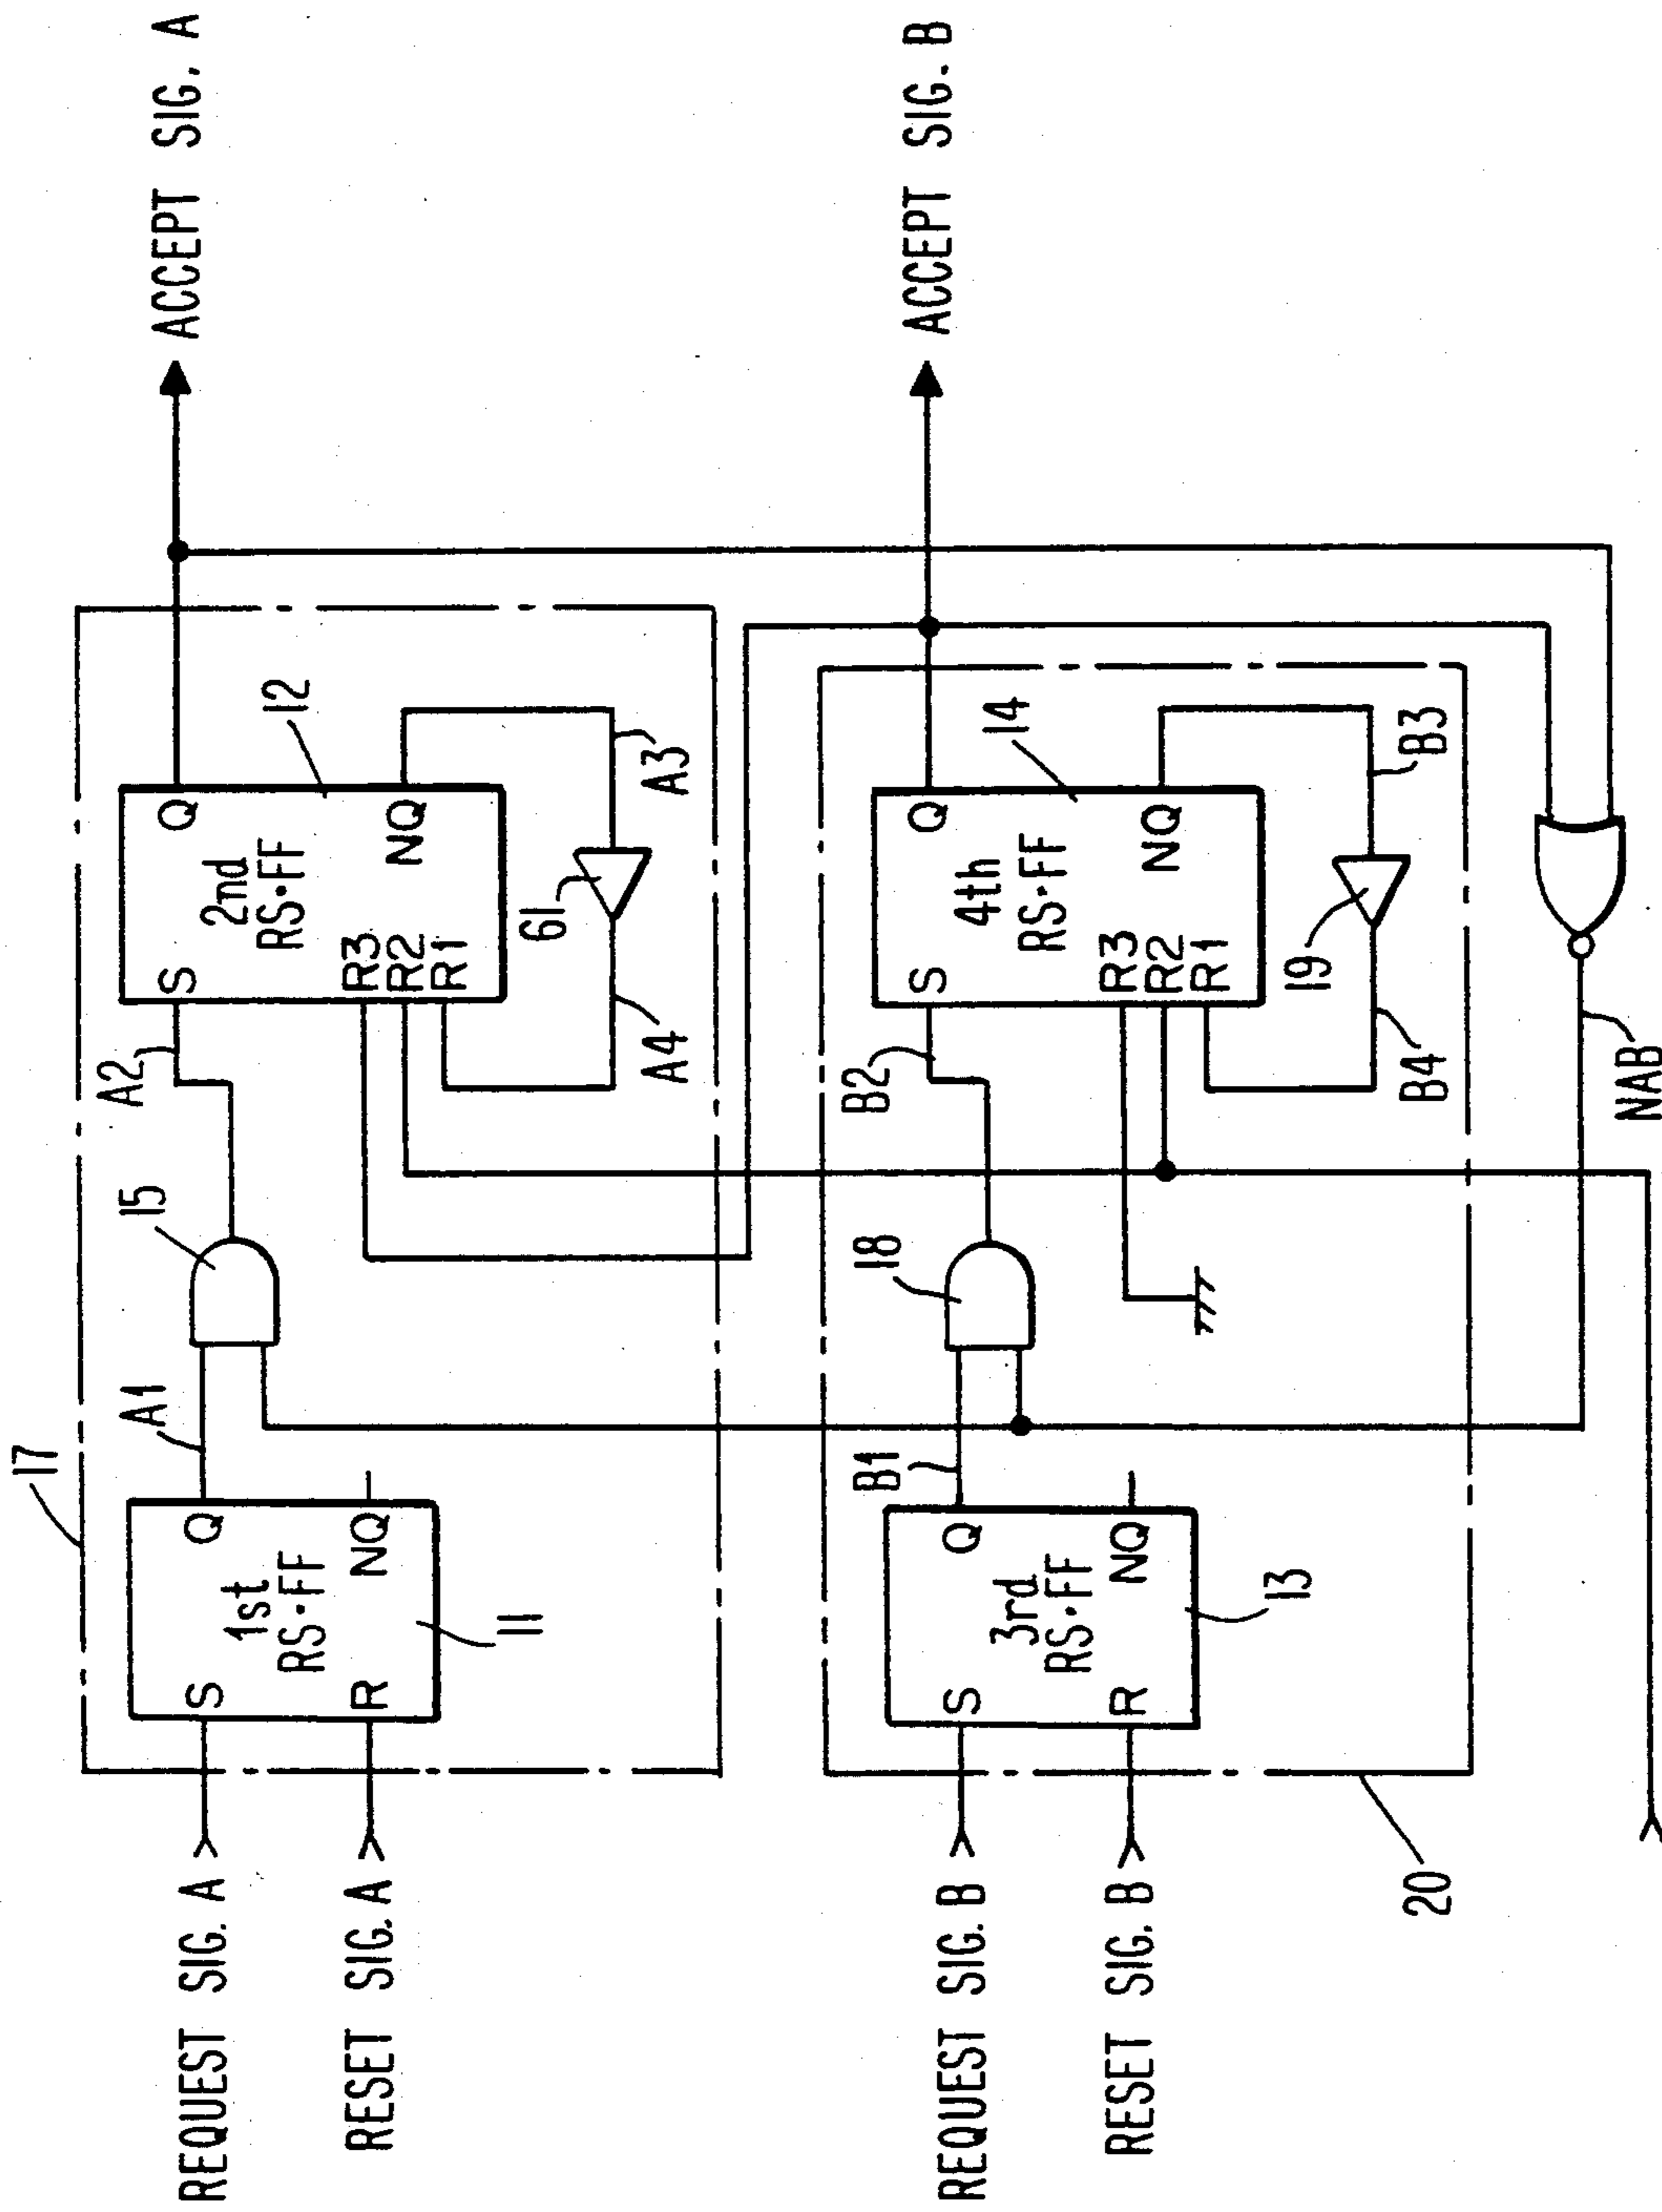 17
REQUEST SIG. A
RESET SIG. A
S
R
1st
RS·FF
Q
NQ
11
A1
15
A2
S
R3
R2
R1
2nd
RS·FF
Q
NQ
12
61
A3
A4
ACCEPT SIG. A
REQUEST SIG. B
RESET SIG. B
S
R
3rd
RS·FF
Q
NQ
13
B1
18
B2
S
R3
R2
R1
4th
RS·FF
Q
NQ
14
19
B3
B4
ACCEPT SIG. B
20
NAB